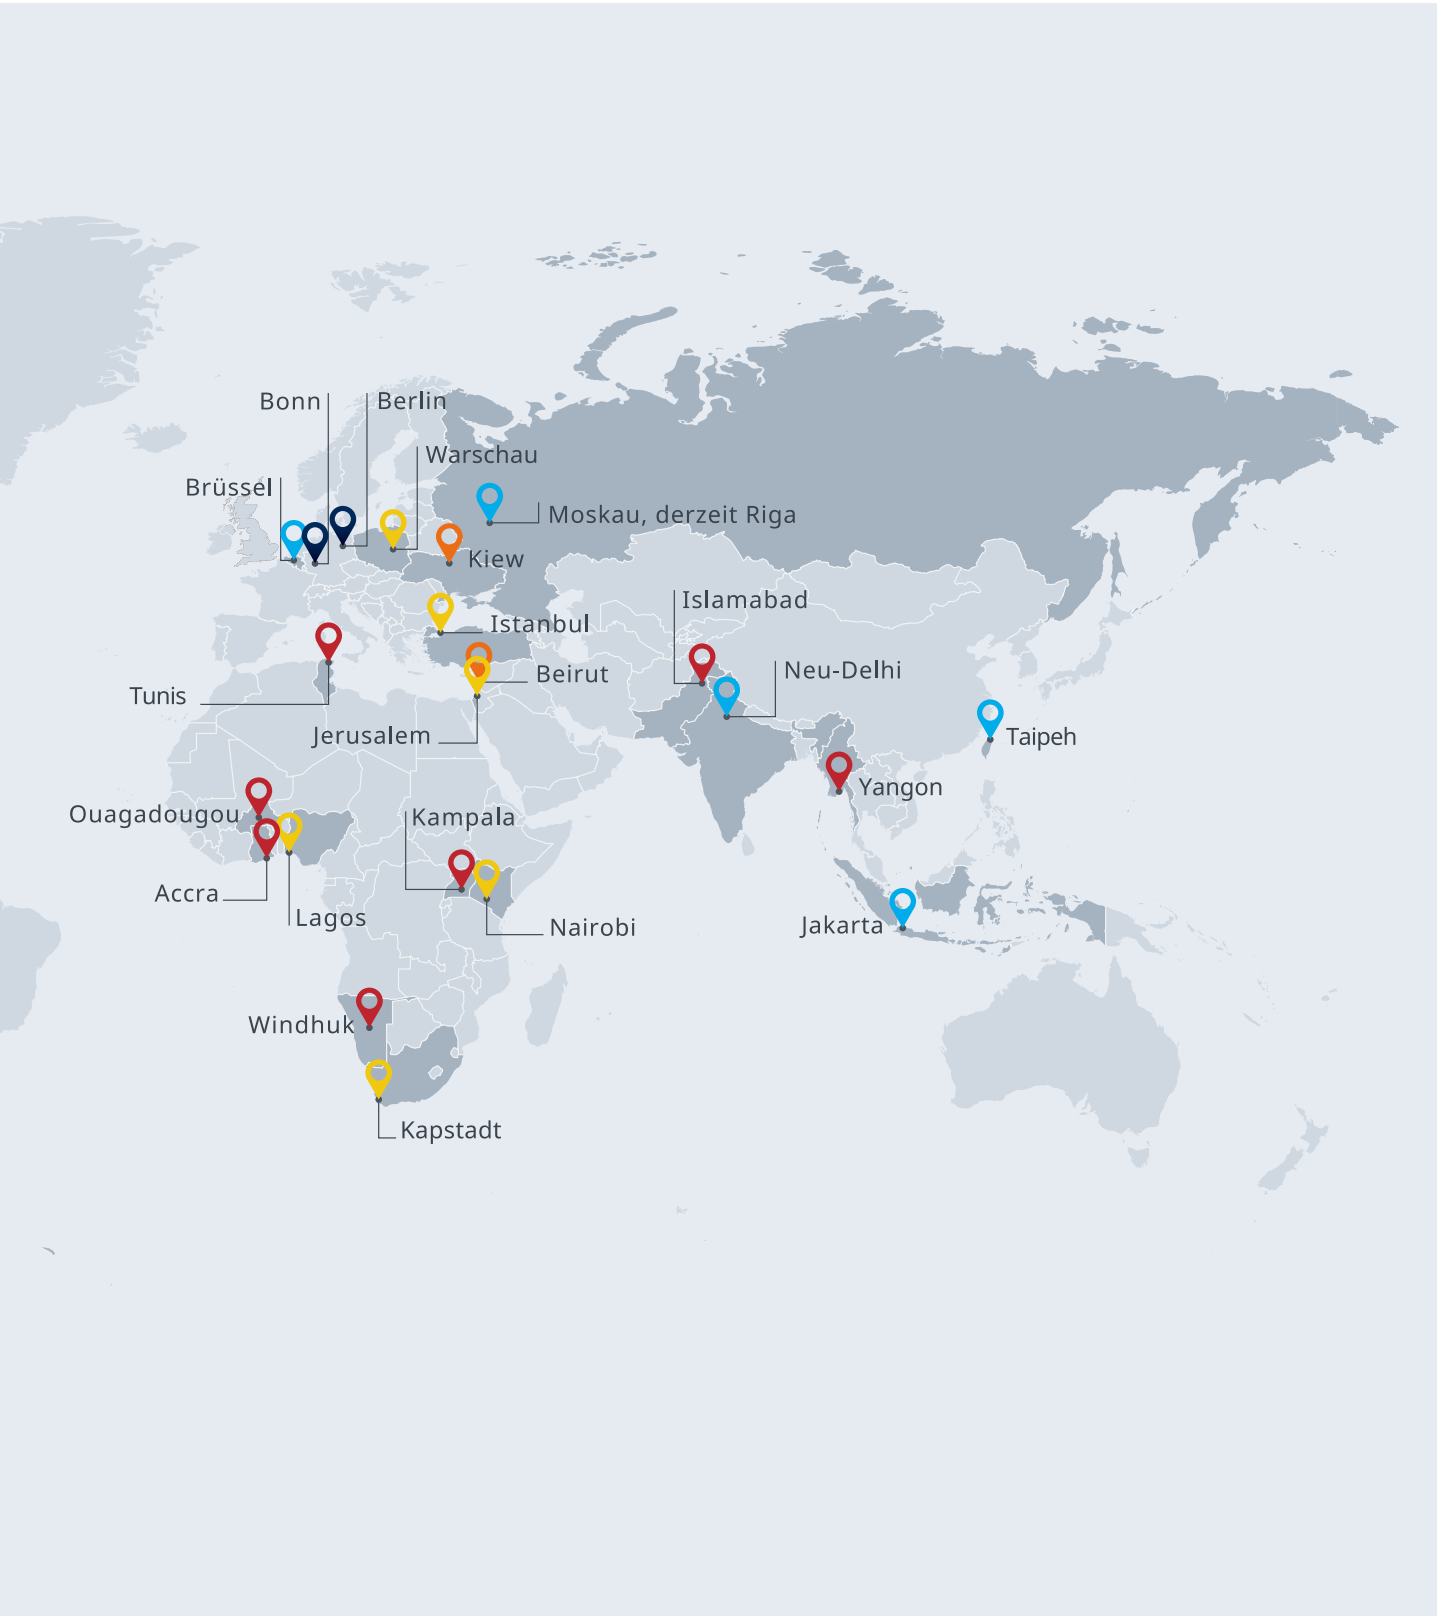 Bonn
Berlin
Warschau
Brüssel
Moskau, derzeit Riga
Kiew
Islamabad
Istanbul
Neu-Delhi
Beirut
Tunis
Jerusalem
Taipeh
Yangon
Ouagadougou
Kampala
Accra
Lagos
Nairobi
Jakarta
Windhuk
Kapstadt